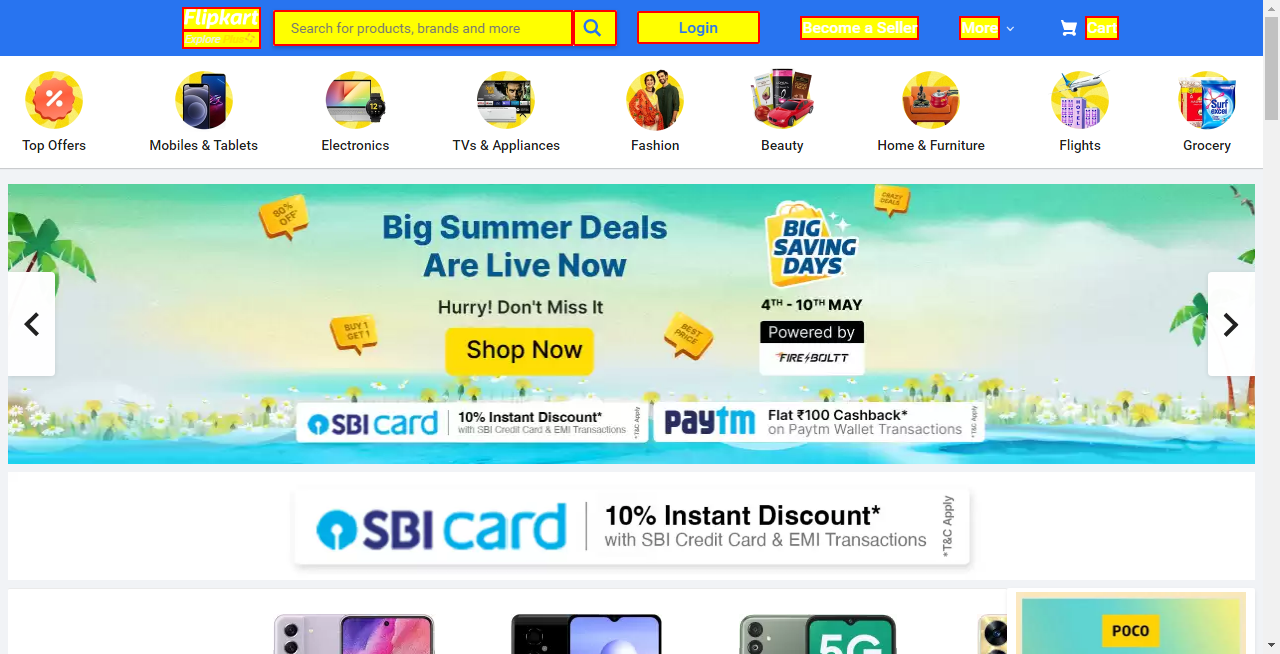 Flipkart
Explore Plus
Search for products, brands and more
Login
Become a Seller
More
Cart
Top Offers
Mobiles & Tablets
Electronics
TVs & Appliances
Fashion
Beauty
Home & Furniture
Flights
Grocery
80% OFF
CRAZY DEALS
Big Summer Deals
Are Live Now
Hurry! Don't Miss It
Shop Now
BUY 1 GET 1
BEST PRICE
BIG
SAVING
DAYS
4TH - 10TH MAY
Powered by
FIRE BOLTT
SBI card
10% Instant Discount*
with SBI Credit Card & EMI Transactions
*T&C Apply
Paytm
Flat ₹100 Cashback*
on Paytm Wallet Transactions
*T&C Apply
SBI card
10% Instant Discount*
with SBI Credit Card & EMI Transactions
*T&C Apply
5G
POCO